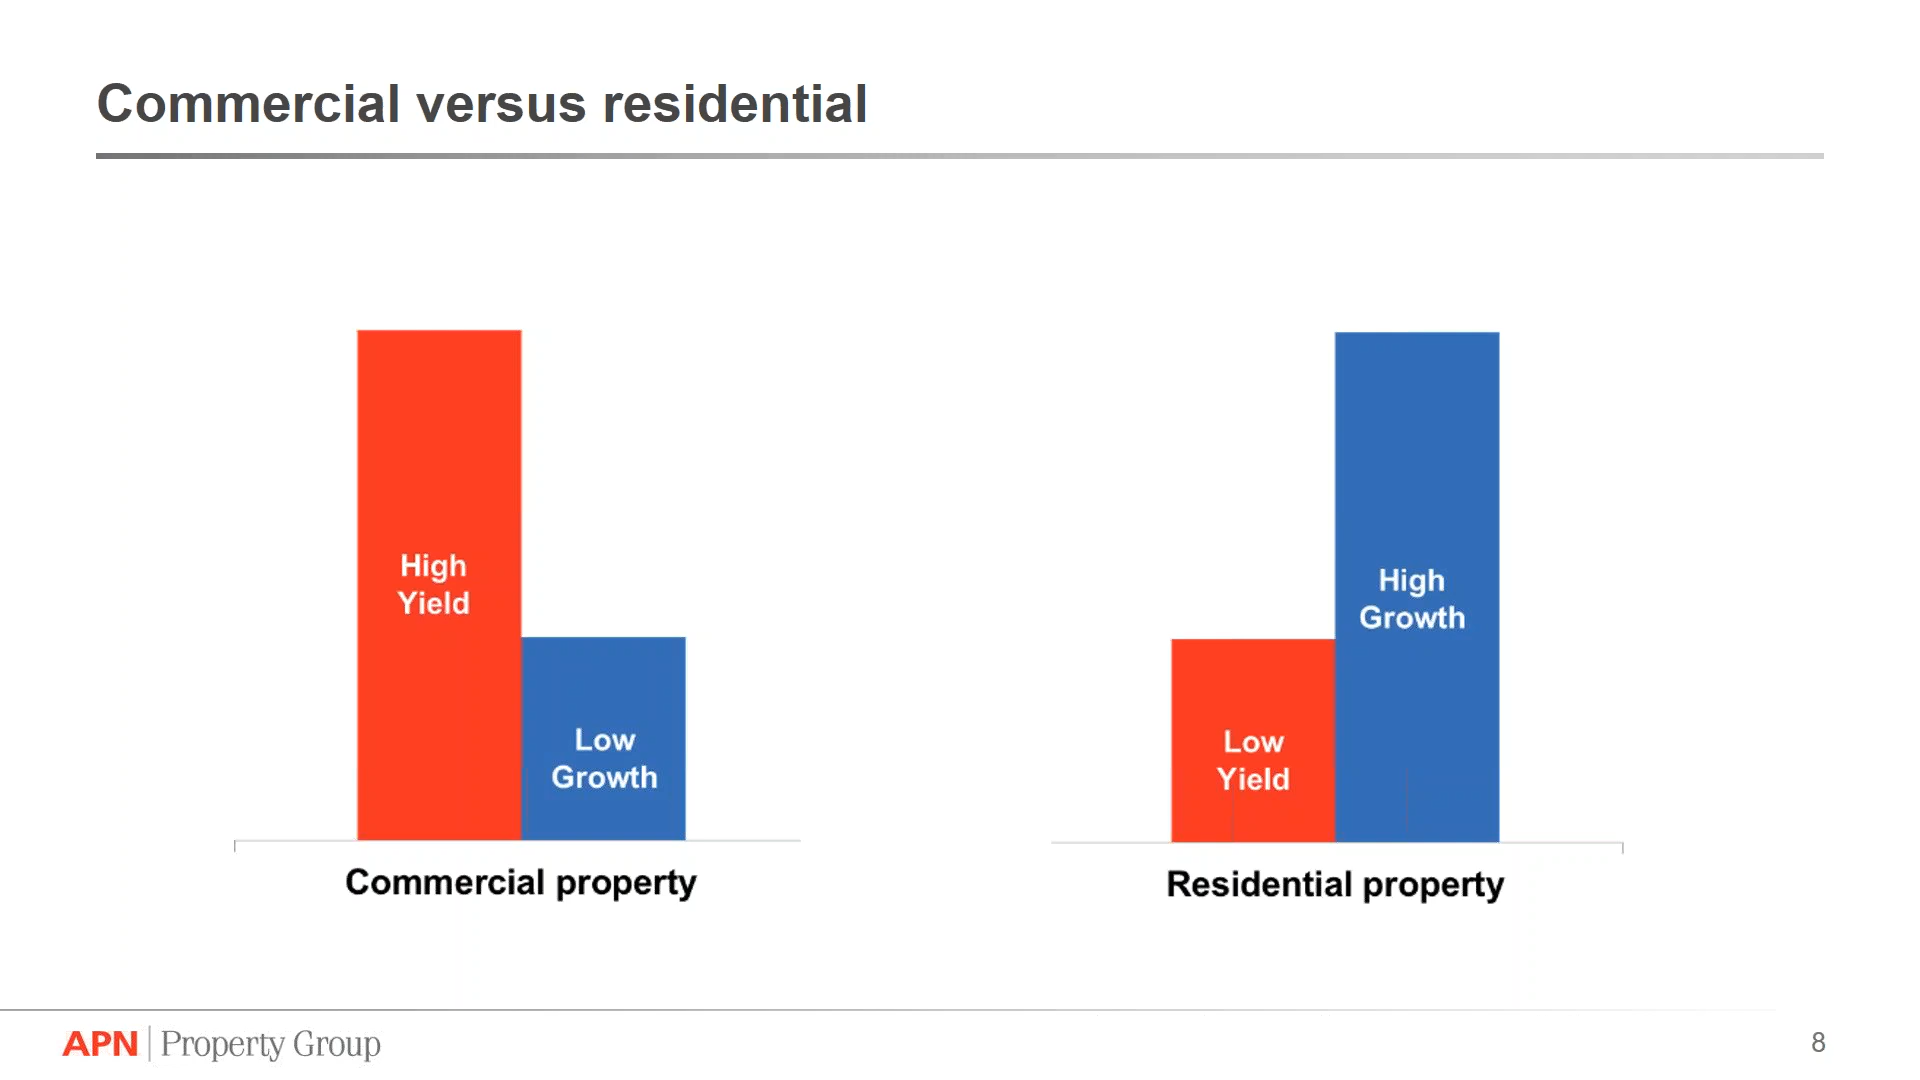 Commercial versus residential
High
Yield
Low
Growth
Commercial property
Low
Yield
High
Growth
Residential property
APN | Property Group
8